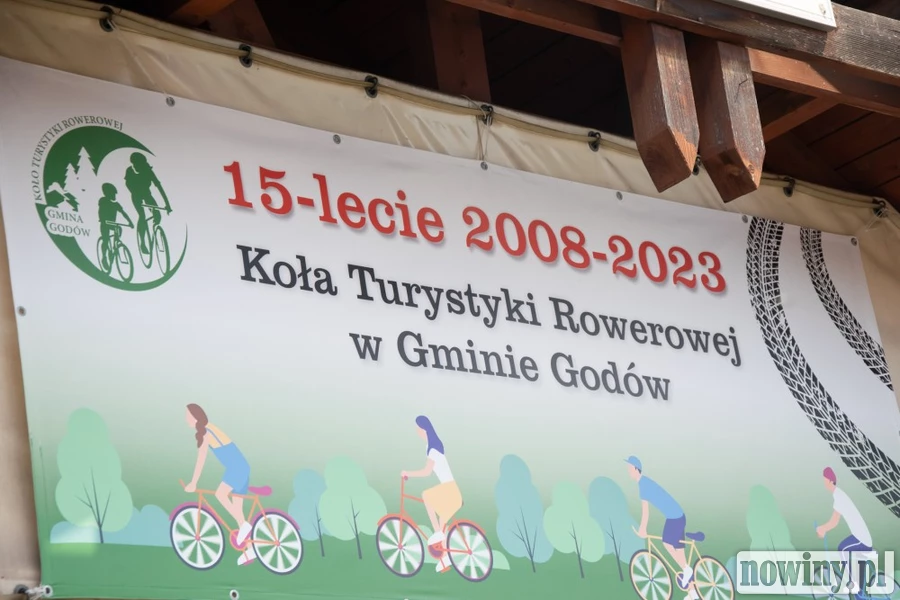 KOŁO TURYSTYKI ROWEROWEJ
GMINA
GODÓW
15-lecie 2008-2023
Koła Turystyki Rowerowej
w Gminie Godów
nowiny.pl